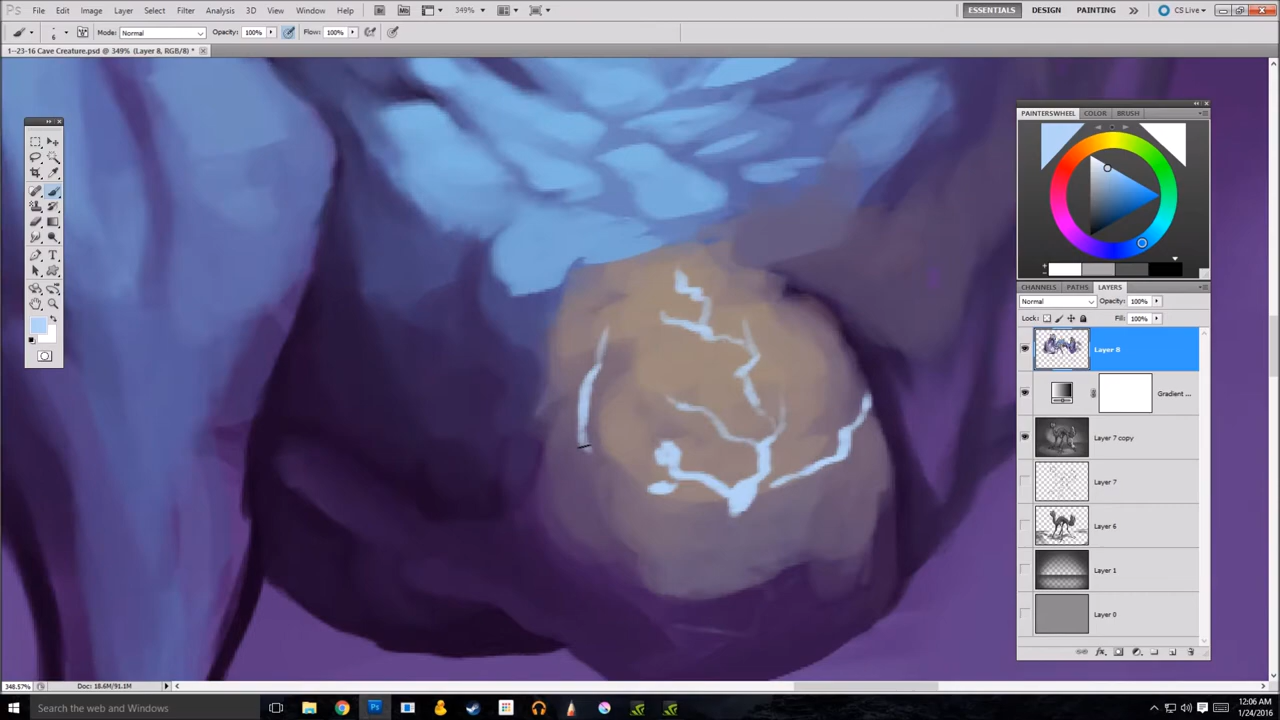 PS File Edit Image Layer Select Filter Analysis 3D View Window Help Br Mb 349% ESSENTIALS DESIGN PAINTING CS Live
6 Mode: Normal Opacity: 100% Flow: 100%
1--23-16 Cave Creature.psd @ 349% (Layer 8, RGB/8) *
PAINTERSWHEEL COLOR BRUSH
CHANNELS PATHS LAYERS
Normal Opacity: 100%
Lock: Fill: 100%
Layer 8
Gradient ...
Layer 7 copy
Layer 7
Layer 6
Layer 1
Layer 0
348.57% Doc: 18.6M/91.1M
Search the web and Windows
12:06 AM
1/24/2016